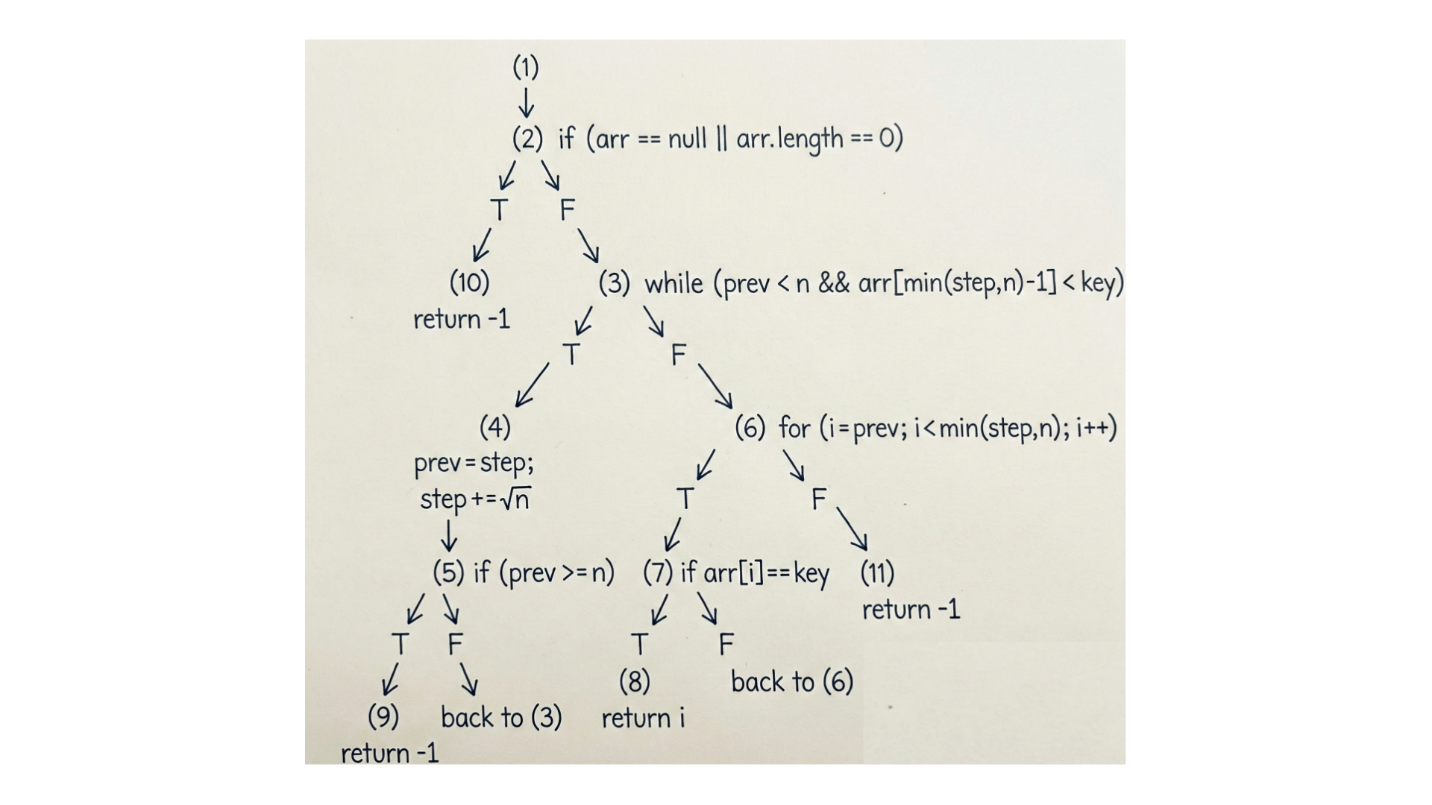 (1)
(2) if (arr == null || arr.length == 0)
T F
(10) (3) while (prev < n && arr[min(step,n)-1] < key)
return -1
T F
(4) (6) for (i=prev; i<min(step,n); i++)
prev=step;
step+=√n T F
(5) if (prev >= n) (7) if arr[i]==key (11)
return -1
T F T F
(8) back to (6)
(9) back to (3) return i
return -1